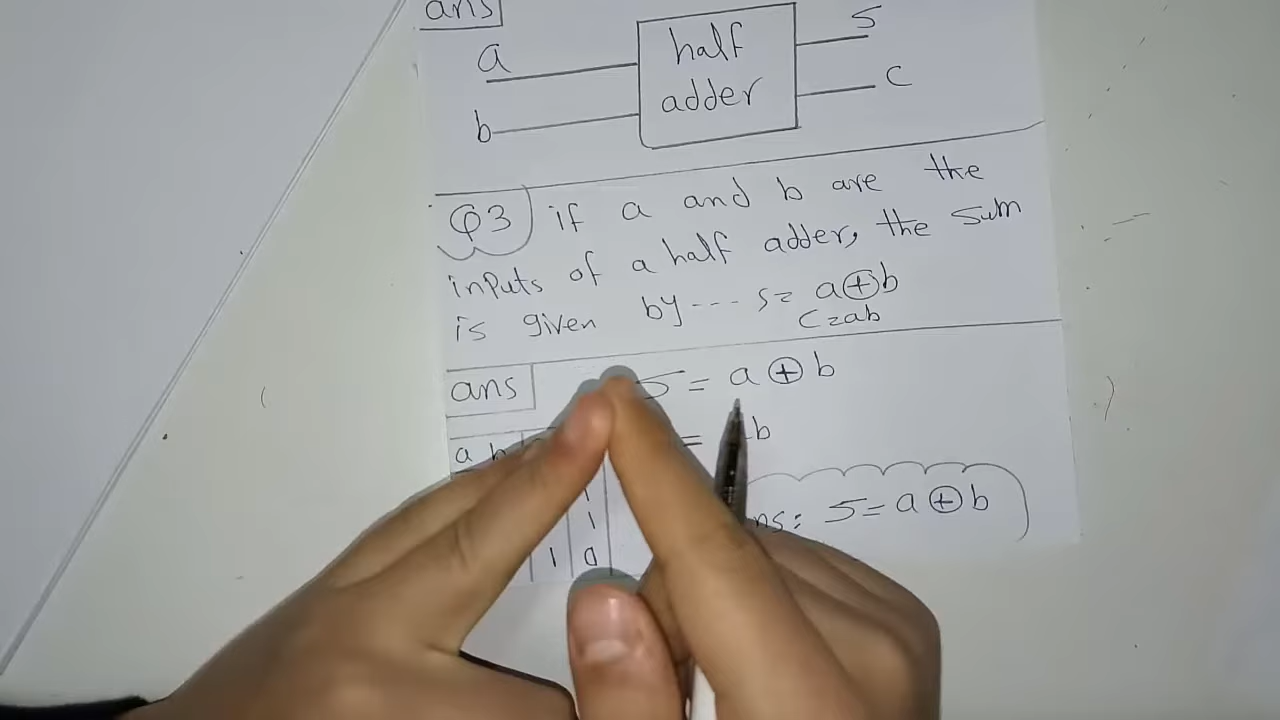 ans
a
half
adder
s
b
c
Q3) if a and b are the
inputs of a half adder, the sum
is given by --- s= a⊕b
c=ab
ans
S = a ⊕ b
= b
a b
1
1
1 0
ns: S= a⊕b